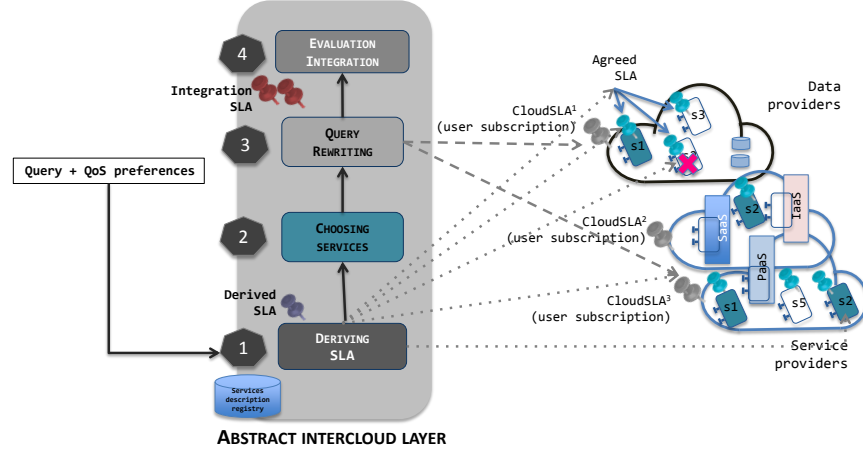 4
EVALUATION
INTEGRATION
Integration
SLA
3
QUERY
REWRITING
Query + QoS preferences
2
CHOOSING
SERVICES
Derived
SLA
1
DERIVING
SLA
Services
description
registry
ABSTRACT INTERCLOUD LAYER
Agreed
SLA
Data
providers
CloudSLA1
(user subscription)
s3
s1
CloudSLA2
(user subscription)
SaaS
s2
IaaS
PaaS
CloudSLA3
(user subscription)
s1
s5
s2
Service
providers